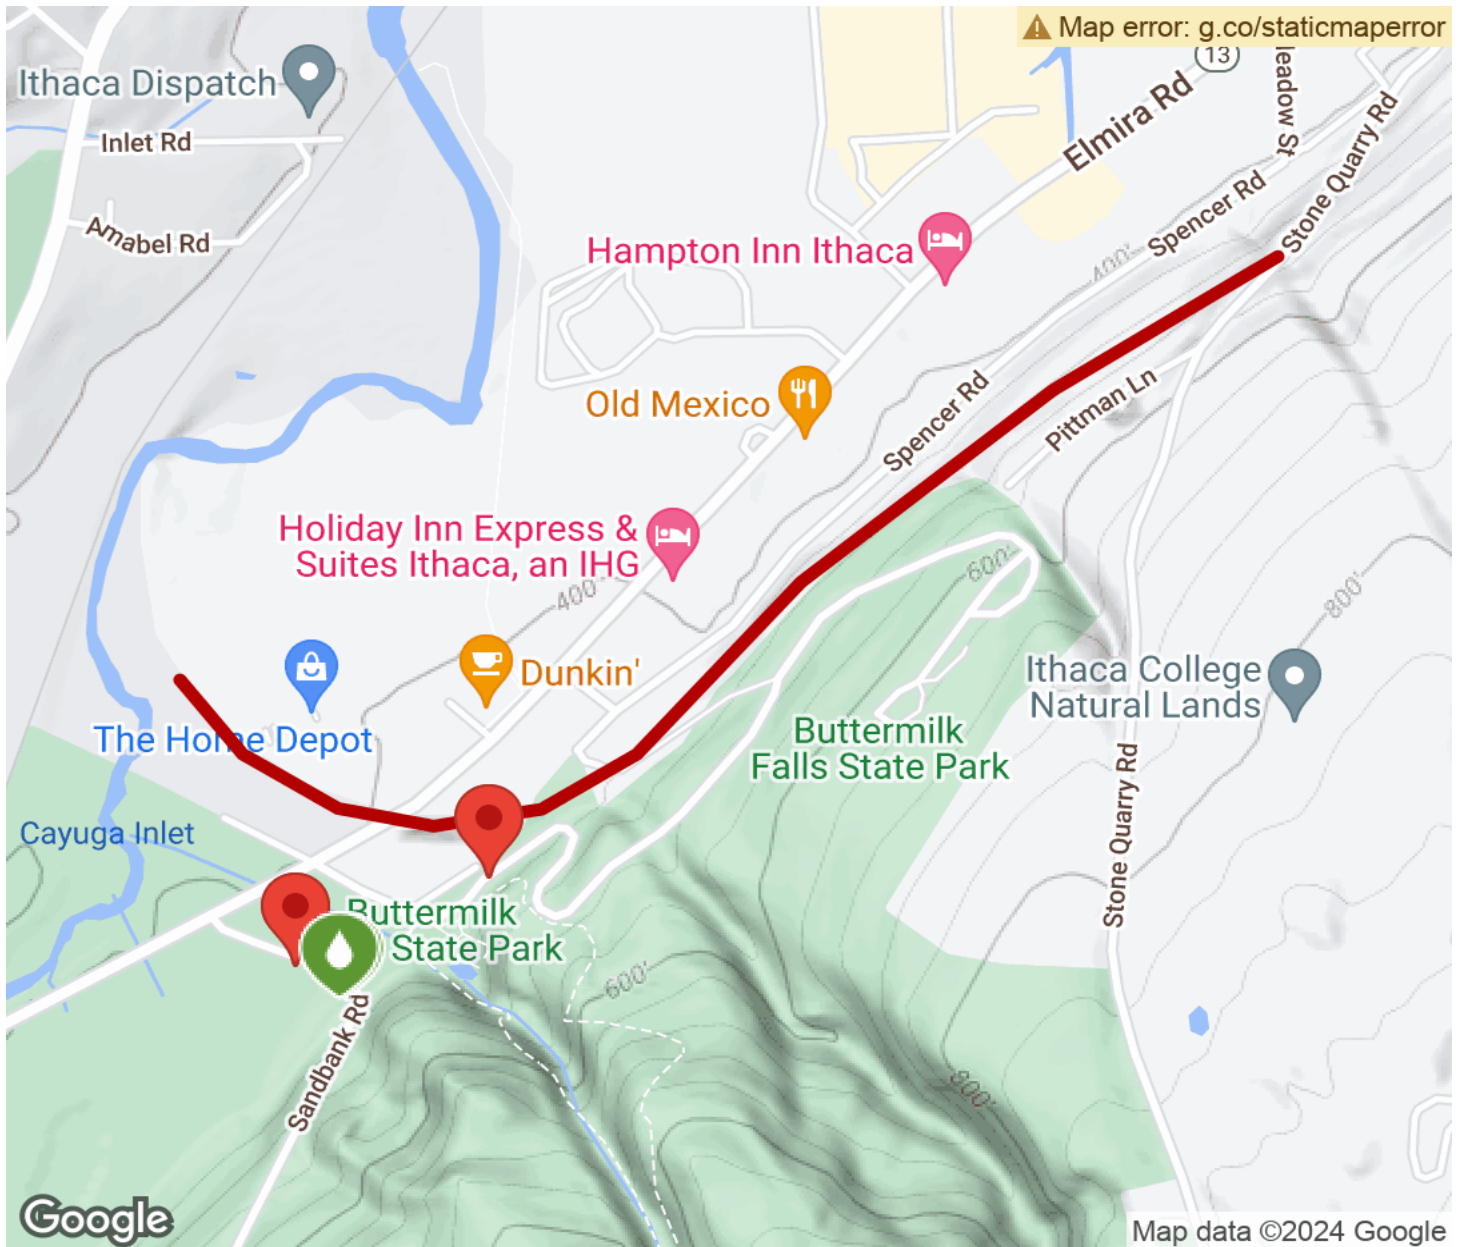 Map error: g.co/staticmaperror
13
Ithaca Dispatch
Inlet Rd
Elmira Rd
eadow St
Stone Quarry Rd
Amabel Rd
Spencer Rd
Hampton Inn Ithaca
400'
Old Mexico
Spencer Rd
Pittman Ln
Holiday Inn Express &
Suites Ithaca, an IHG
400
600'
800'
Dunkin'
Ithaca College
Natural Lands
The Home Depot
Buttermilk
Falls State Park
Stone Quarry Rd
Cayuga Inlet
Buttermilk
State Park
600'
Sandbank Rd
800'
Google
Map data ©2024 Google